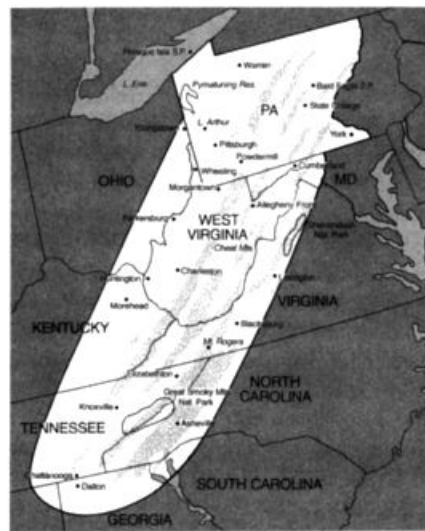 Presque Isle S.P.
Warren
L. Erie
Pymatuning Res.
Bald Eagle S.P.
State College
PA
L. Arthur
Youngstown
York
Pittsburgh
Powdermill
OHIO
Wheeling
Cumberland
MD
Morgantown
Allegheny Front
Parkersburg
WEST
VIRGINIA
Shenandoah
Nat. Park
Cheat Mts.
Charleston
Huntington
Lexington
VIRGINIA
Morehead
KENTUCKY
Blacksburg
Mt. Rogers
Elizabethton
NORTH
CAROLINA
Great Smoky Mts.
Nat. Park
Knoxville
TENNESSEE
Asheville
Chattanooga
Dalton
SOUTH CAROLINA
GEORGIA